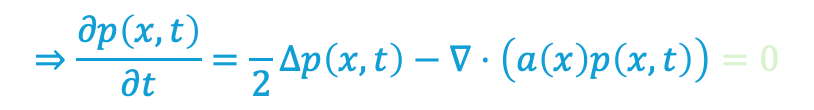 ⇒ ∂p(x, t)/∂t = /2 Δp(x, t) − ∇ · (a(x)p(x, t)) = 0